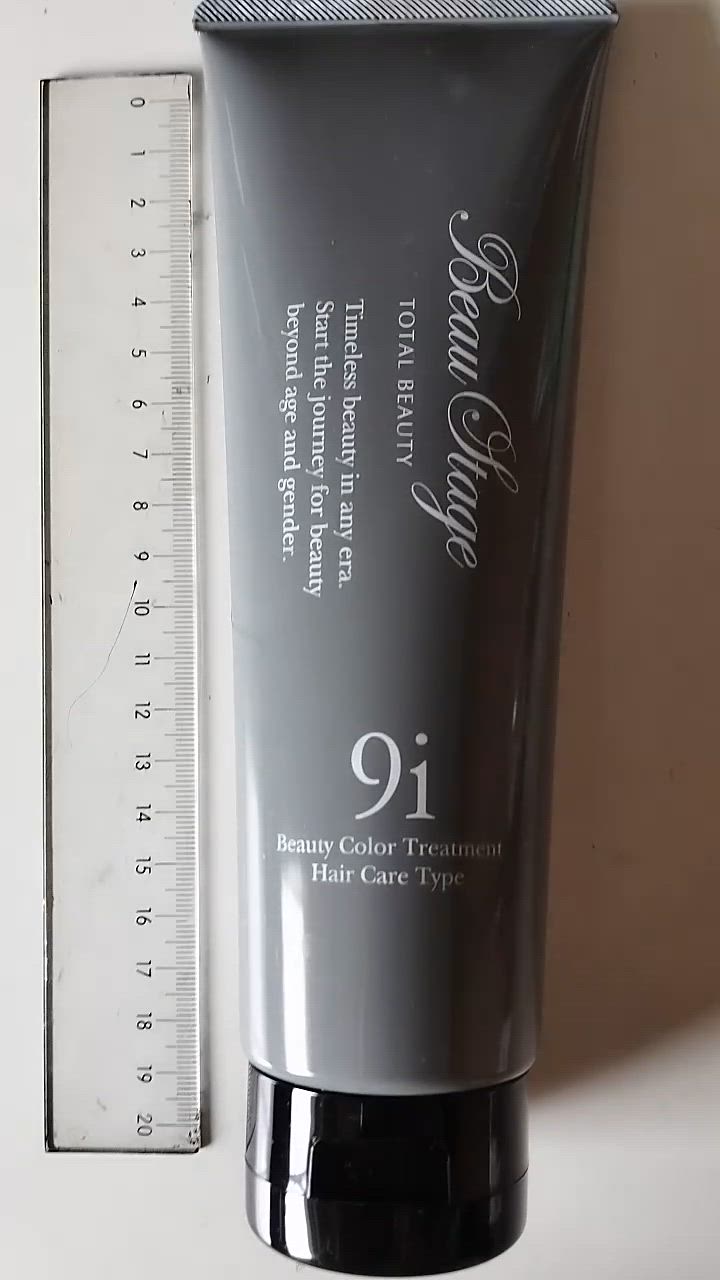 0
1
2
3
4
5
6
7
8
9
10
11
12
13
14
15
16
17
18
19
20
Beau Stage
TOTAL BEAUTY
Timeless beauty in any era.
Start the journey for beauty
beyond age and gender.
9i
Beauty Color Treatment
Hair Care Type